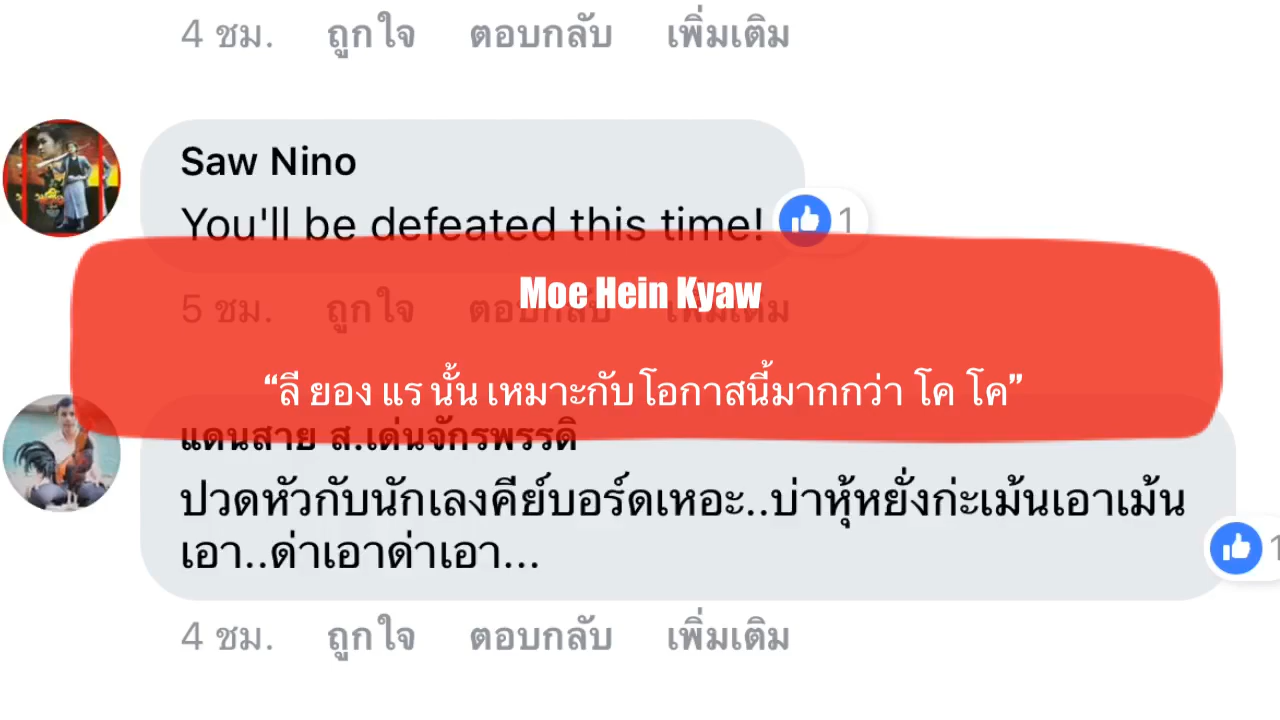 4 ชม. ถูกใจ ตอบกลับ เพิ่มเติม
Saw Nino
You'll be defeated this time!
1
Moe Hein Kyaw
5 ชม. ถูกใจ ตอบกลับ เพิ่มเติม
“ลี ยอง แร นั้น เหมาะกับโอกาสนี้มากกว่า โค โค”
แดนสาย ส.เด่นจักรพรรดิ
ปวดหัวกับนักเลงคีย์บอร์ดเหอะ..บ่าหุ้หยั่งก่ะเม้นเอาเม้น
เอา..ด่าเอาด่าเอา...
1
4 ชม. ถูกใจ ตอบกลับ เพิ่มเติม